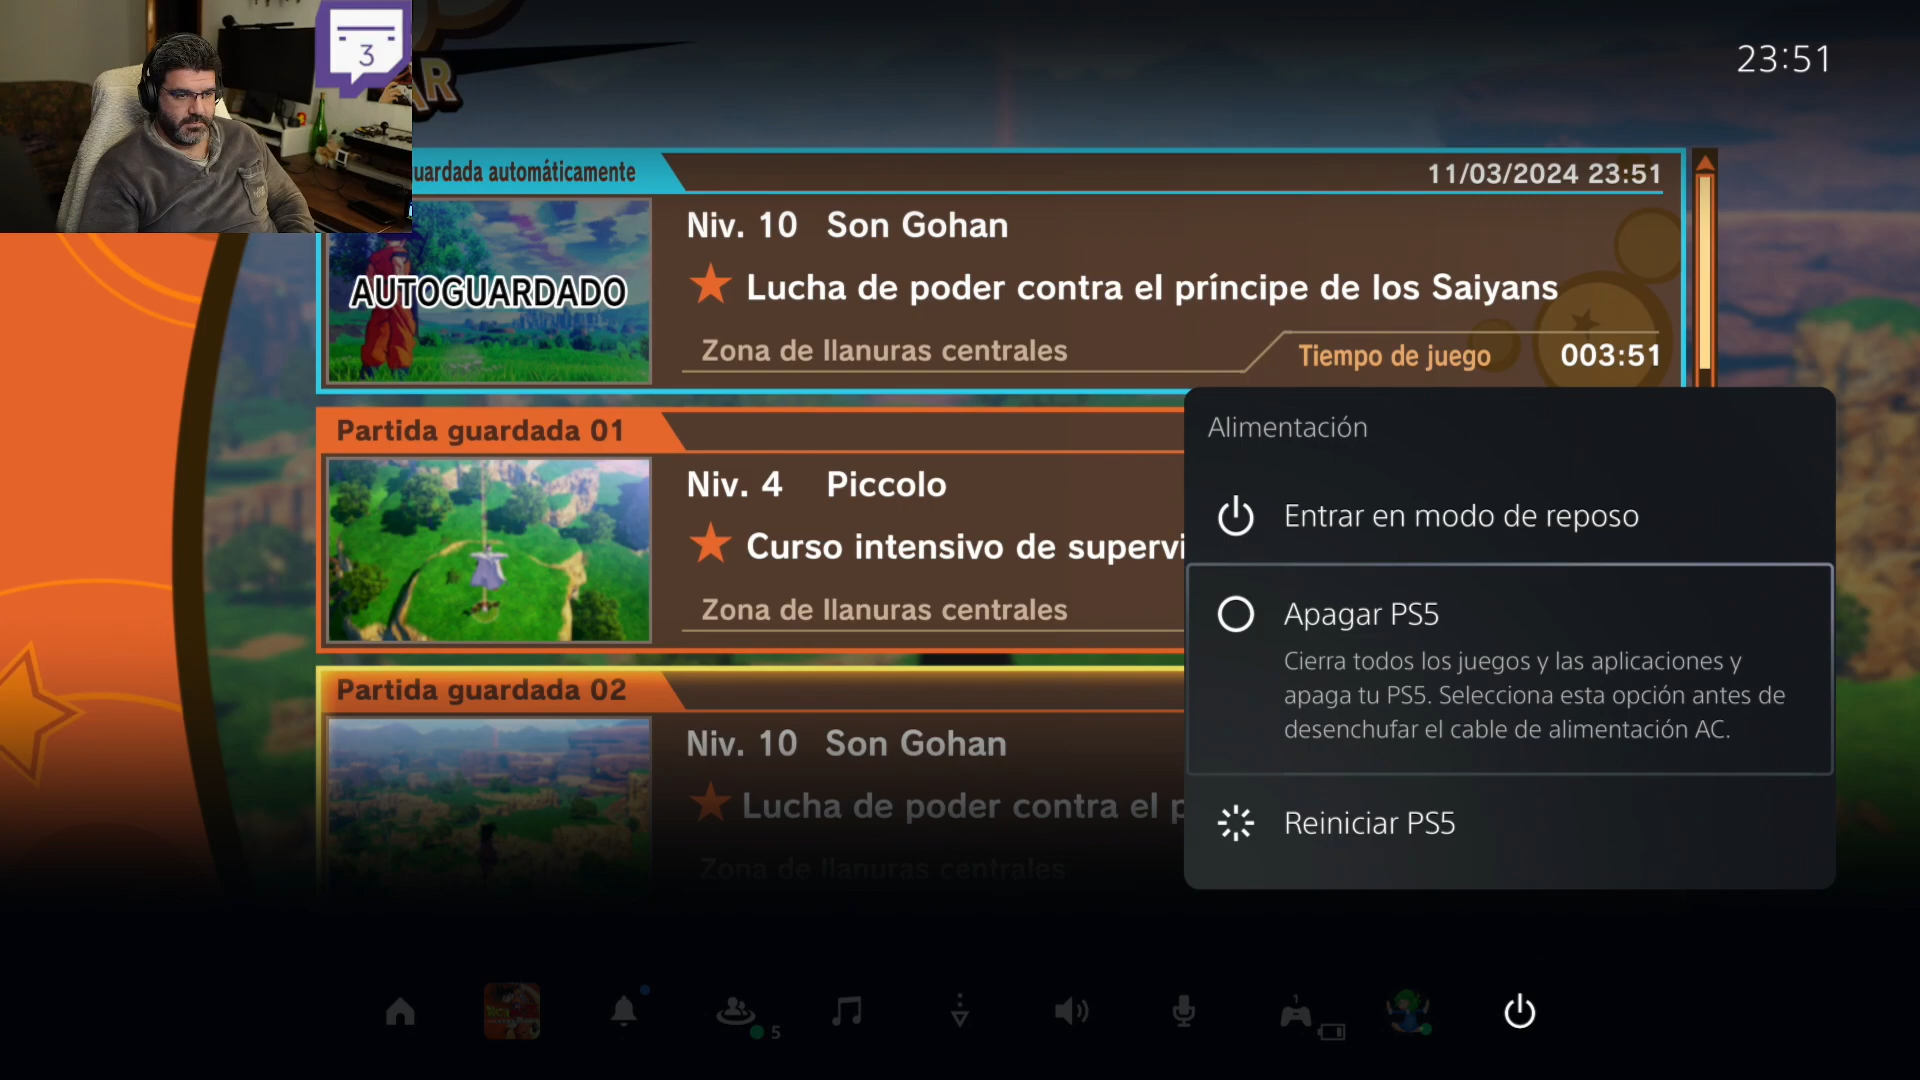 3
AR
23:51
uardada automáticamente
11/03/2024 23:51
AUTOGUARDADO
Niv. 10 Son Gohan
Lucha de poder contra el príncipe de los Saiyans
Zona de llanuras centrales
Tiempo de juego 003:51
Partida guardada 01
Niv. 4 Piccolo
Curso intensivo de supervi
Zona de llanuras centrales
Partida guardada 02
Niv. 10 Son Gohan
Lucha de poder contra el p
Zona de llanuras centrales
Alimentación
Entrar en modo de reposo
Apagar PS5
Cierra todos los juegos y las aplicaciones y
apaga tu PS5. Selecciona esta opción antes de
desenchufar el cable de alimentación AC.
Reiniciar PS5
5
1